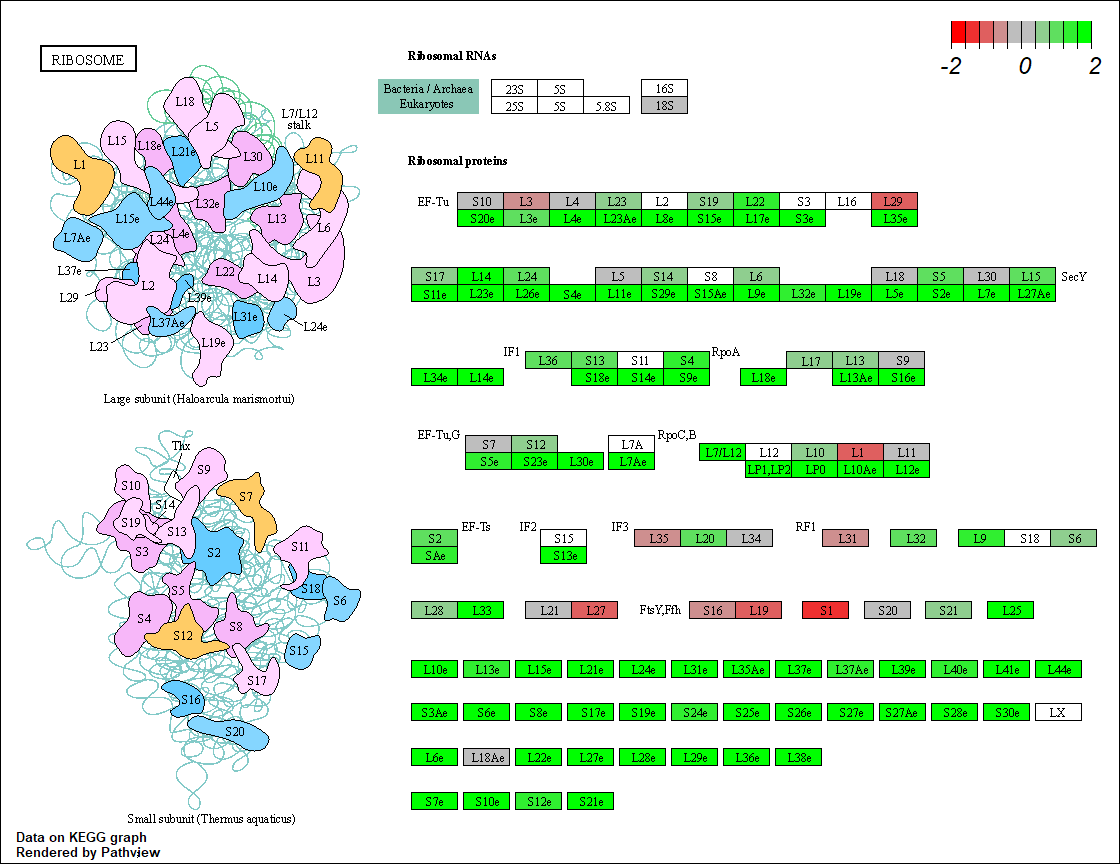 RIBOSOME
-2 0 2
Ribosomal RNAs
Bacteria / Archaea
Eukaryotes
23S 5S 16S
25S 5S 5.8S 18S
Ribosomal proteins
EF-Tu S10 L3 L4 L23 L2 S19 L22 S3 L16 L29
S20e L3e L4e L23Ae L8e S15e L17e S3e L35e
S17 L14 L24 L5 S14 S8 L6 L18 S5 L30 L15 SecY
S11e L23e L26e S4e L11e S29e S15Ae L9e L32e L19e L5e S2e L7e L27Ae
IF1 L36 S13 S11 S4 RpoA L17 L13 S9
L34e L14e S18e S14e S9e L18e L13Ae S16e
EF-Tu,G S7 S12 L7A RpoC,B L7/L12 L12 L10 L1 L11
S5e S23e L30e L7Ae LP1,LP2 LP0 L10Ae L12e
S2 EF-Ts IF2 S15 IF3 L35 L20 L34 RF1 L31 L32 L9 S18 S6
SAe S13e
L28 L33 L21 L27 FtsY,Ffh S16 L19 S1 S20 S21 L25
L10e L13e L15e L21e L24e L31e L35Ae L37e L37Ae L39e L40e L41e L44e
S3Ae S6e S8e S17e S19e S24e S25e S26e S27e S27Ae S28e S30e LX
L6e L18Ae L22e L27e L28e L29e L36e L38e
S7e S10e S12e S21e
L18
L5
L7/L12
stalk
L15
L18e
L21e
L30
L11
L1
L10e
L44e
L32e
L15e
L13
L6
L7Ae
L24
L4e
L37e
L22
L14
L3
L2
L29
L39e
L37Ae
L31e
L24e
L23
L19e
Large subunit (Haloarcula marismortui)
Thx
S9
S10
S7
S14
S19
S13
S3
S2
S11
S5
S18
S6
S4
S12
S8
S15
S17
S16
S20
Small subunit (Thermus aquaticus)
Data on KEGG graph
Rendered by Pathview